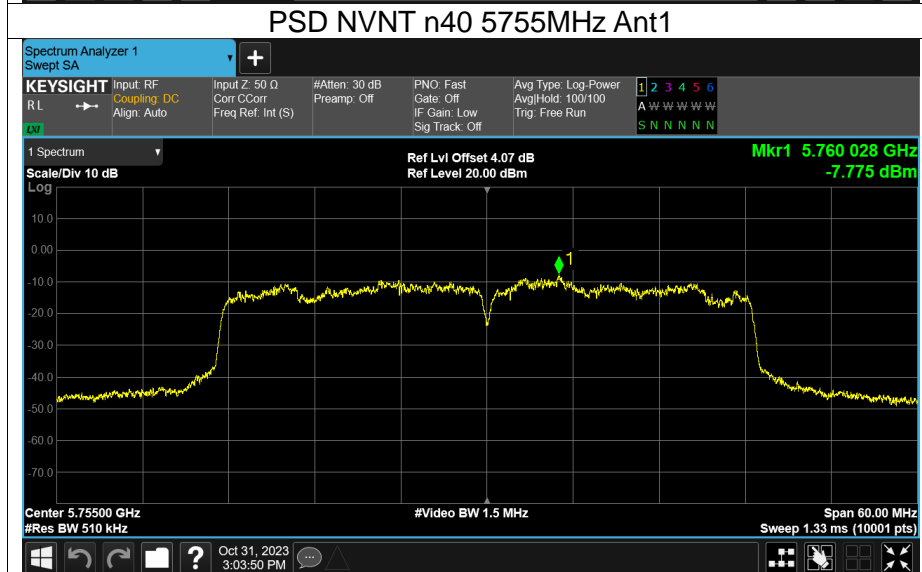 PSD NVNT n40 5755MHz Ant1
Spectrum Analyzer 1
Swept SA
+
KEYSIGHT Input: RF Input Z: 50 Ω #Atten: 30 dB PNO: Fast Avg Type: Log-Power 1 2 3 4 5 6
RL Coupling: DC Corr CCorr Preamp: Off Gate: Off Avg|Hold: 100/100 A W W W W W
Align: Auto Freq Ref: Int (S) IF Gain: Low Trig: Free Run
LXI Sig Track: Off S N N N N N
1 Spectrum Ref Lvl Offset 4.07 dB Mkr1 5.760 028 GHz
Scale/Div 10 dB Ref Level 20.00 dBm -7.775 dBm
Log
10.0
0.00
1
-10.0
-20.0
-30.0
-40.0
-50.0
-60.0
-70.0
Center 5.75500 GHz #Video BW 1.5 MHz Span 60.00 MHz
#Res BW 510 kHz Sweep 1.33 ms (10001 pts)
? Oct 31, 2023
3:03:50 PM